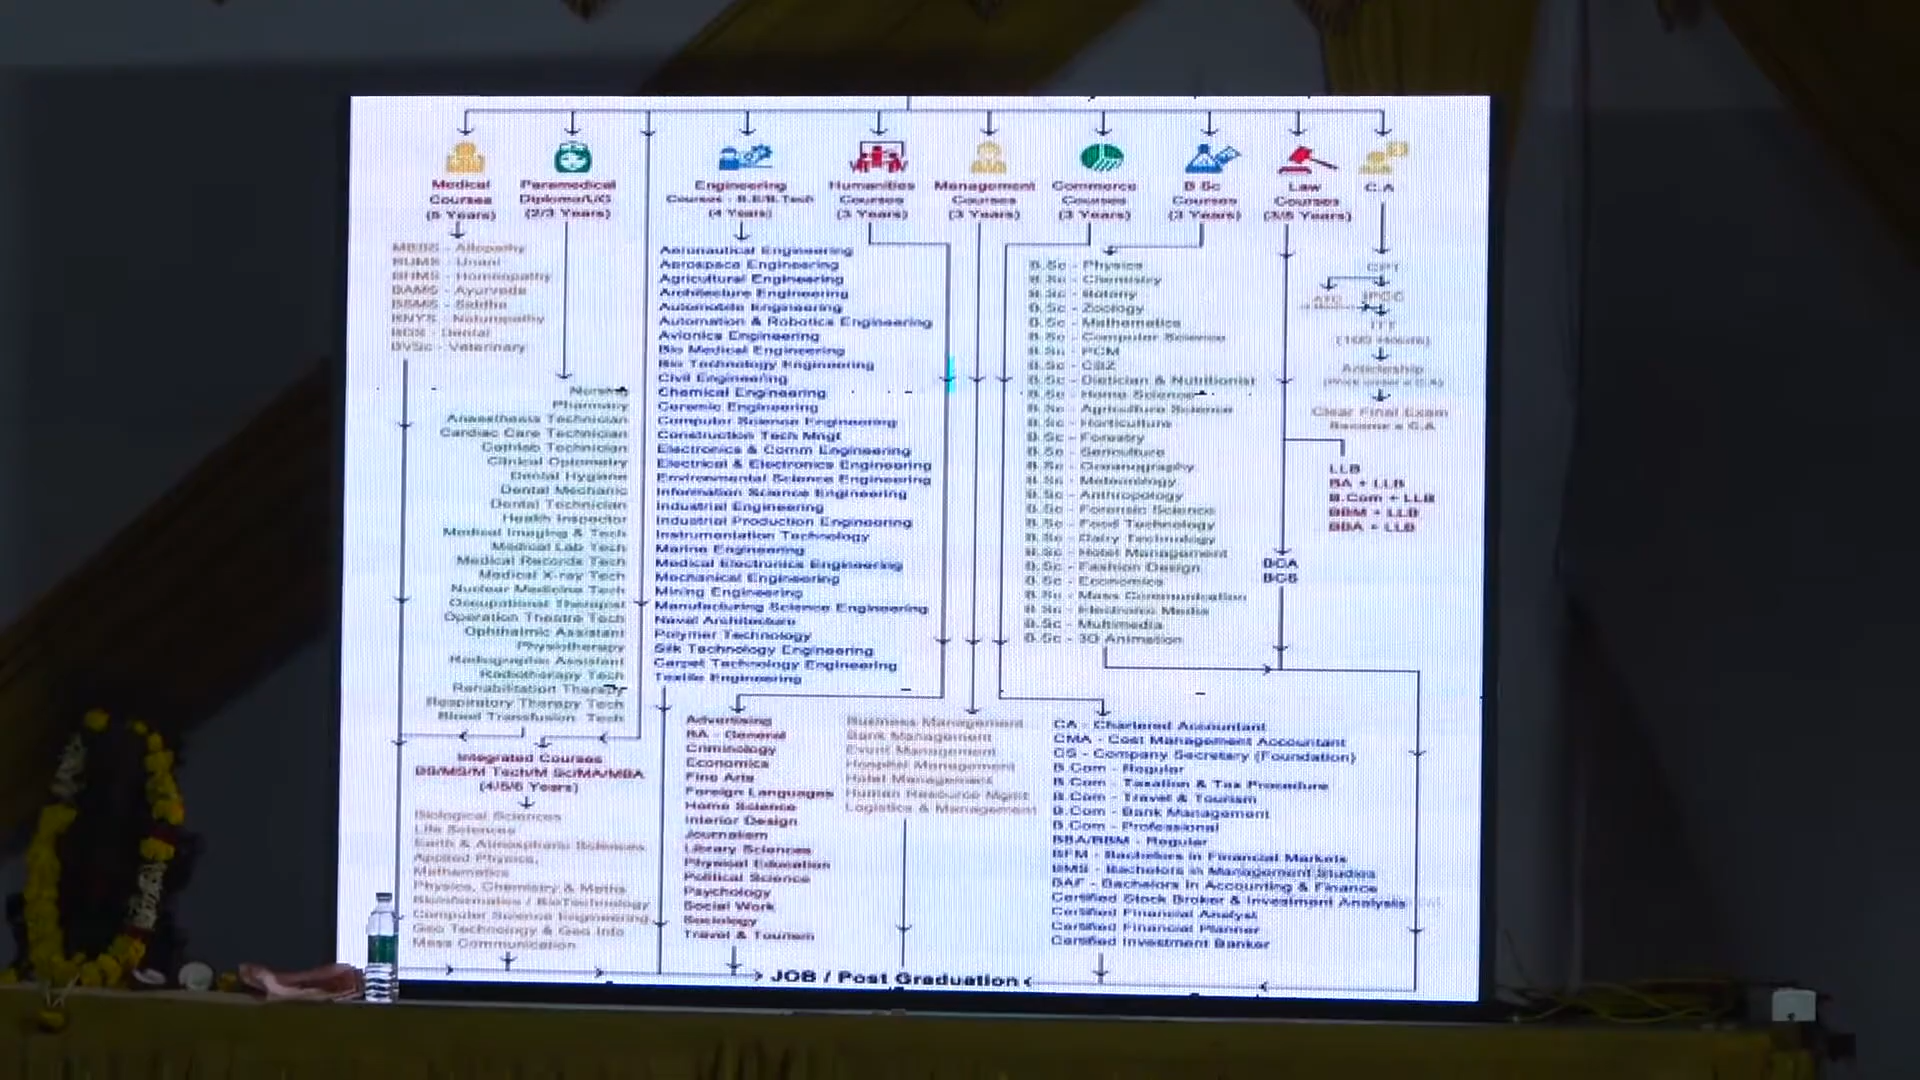 Medical
Courses
(5 Years)
Paramedical
Diploma/UG
(2/3 Years)
Engineering
Courses - B.E/B.Tech
(4 Years)
Humanities
Courses
(3 Years)
Management
Courses
(3 Years)
Commerce
Courses
(3 Years)
B Sc
Courses
(3 Years)
Law
Courses
(3/5 Years)
C.A
MBBS - Allopathy
BUMS - Unani
BHMS - Homeopathy
BAMS - Ayurveda
BSMS - Siddha
BNYS - Naturopathy
BDS - Dental
BVSc - Veterinary
Nursing
Pharmacy
Anaesthesia Technician
Cardiac Care Technician
Cathlab Technician
Clinical Optometry
Dental Hygiene
Dental Mechanic
Dental Technician
Health Inspector
Medical Imaging & Tech
Medical Lab Tech
Medical Records Tech
Medical X-ray Tech
Nuclear Medicine Tech
Occupational Therapist
Operation Theatre Tech
Ophthalmic Assistant
Physiotherapy
Radiographic Assistant
Radiotherapy Tech
Rehabilitation Therapy
Respiratory Therapy Tech
Blood Transfusion Tech
Aeronautical Engineering
Aerospace Engineering
Agricultural Engineering
Architecture Engineering
Automobile Engineering
Automation & Robotics Engineering
Avionics Engineering
Bio Medical Engineering
Bio Technology Engineering
Civil Engineering
Chemical Engineering
Ceramic Engineering
Computer Science Engineering
Construction Tech Mngt
Electronics & Comm Engineering
Electrical & Electronics Engineering
Environmental Science Engineering
Information Science Engineering
Industrial Engineering
Industrial Production Engineering
Instrumentation Technology
Marine Engineering
Medical Electronics Engineering
Mechanical Engineering
Mining Engineering
Manufacturing Science Engineering
Naval Architecture
Polymer Technology
Silk Technology Engineering
Carpet Technology Engineering
Textile Engineering
B.Sc - Physics
B.Sc - Chemistry
B.Sc - Botany
B.Sc - Zoology
B.Sc - Mathematics
B.Sc - Computer Science
B.Sc - PCM
B.Sc - CBZ
B.Sc - Dietician & Nutritionist
B.Sc - Home Science
B.Sc - Agriculture Science
B.Sc - Horticulture
B.Sc - Forestry
B.Sc - Sericulture
B.Sc - Oceanography
B.Sc - Meteorology
B.Sc - Anthropology
B.Sc - Forensic Science
B.Sc - Food Technology
B.Sc - Dairy Technology
B.Sc - Hotel Management
B.Sc - Fashion Design
B.Sc - Economics
B.Sc - Mass Communication
B.Sc - Electronic Media
B.Sc - Multimedia
B.Sc - 3D Animation
BCA
BCS
CPT
IPCC
ITT
(100 Hours)
Articleship
Clear Final Exam
Become a C.A
LLB
BA + LLB
B.Com + LLB
BBM + LLB
BBA + LLB
Integrated Courses
BS/MS/M Tech/M Sc/MA/MBA
(4/5/6 Years)
Biological Sciences
Life Sciences
Earth & Atmospheric Sciences
Applied Physics,
Mathematics
Physics, Chemistry & Maths
Bioinformatics / BioTechnology
Computer Science Engineering
Geo Technology & Geo Info
Mass Communication
Advertising
BA - General
Criminology
Economics
Fine Arts
Foreign Languages
Home Science
Interior Design
Journalism
Library Sciences
Physical Education
Political Science
Psychology
Social Work
Sociology
Travel & Tourism
Business Management
Bank Management
Event Management
Hospital Management
Hotel Management
Human Resource Mgmt
Logistics & Management
CA - Chartered Accountant
CMA - Cost Management Accountant
CS - Company Secretary (Foundation)
B.Com - Regular
B.Com - Taxation & Tax Procedure
B.Com - Travel & Tourism
B.Com - Bank Management
B.Com - Professional
BBA/BBM - Regular
BFM - Bachelors in Financial Markets
BMS - Bachelors in Management Studies
BAF - Bachelors in Accounting & Finance
Certified Stock Broker & Investment Analysis
Certified Financial Analyst
Certified Financial Planner
Certified Investment Banker
JOB / Post Graduation